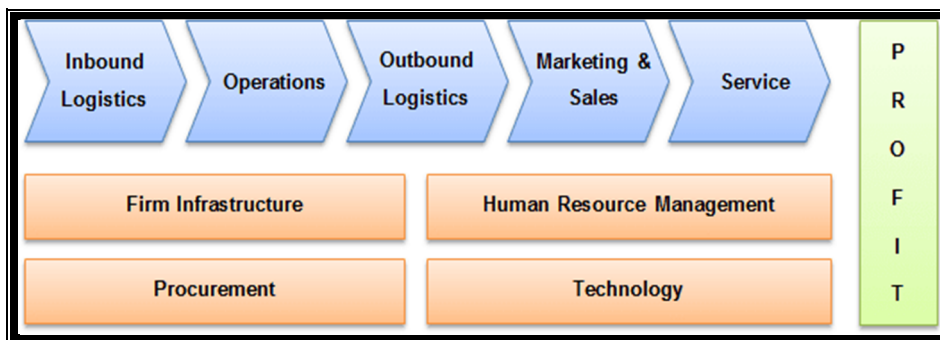 Inbound
Logistics
Operations
Outbound
Logistics
Marketing &
Sales
Service
Firm Infrastructure
Human Resource Management
Procurement
Technology
P
R
O
F
I
T